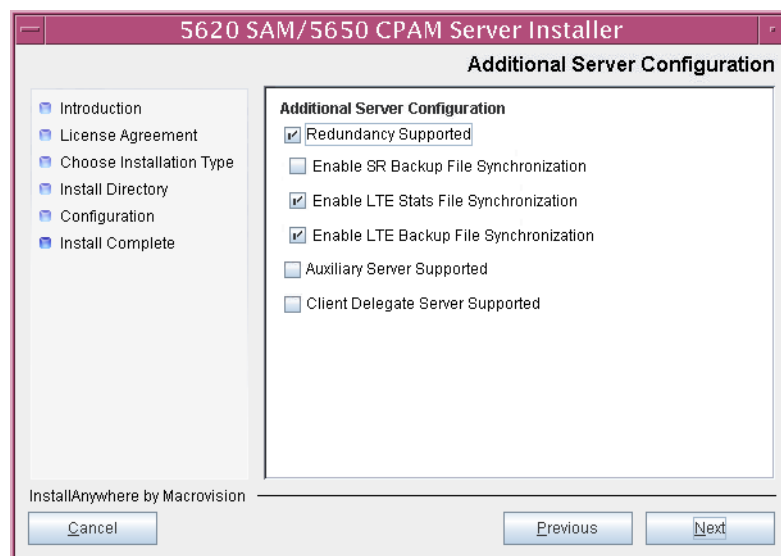 5620 SAM/5650 CPAM Server Installer
Additional Server Configuration
Introduction
License Agreement
Choose Installation Type
Install Directory
Configuration
Install Complete
Additional Server Configuration
Redundancy Supported
Enable SR Backup File Synchronization
Enable LTE Stats File Synchronization
Enable LTE Backup File Synchronization
Auxiliary Server Supported
Client Delegate Server Supported
InstallAnywhere by Macrovision
Cancel
Previous
Next